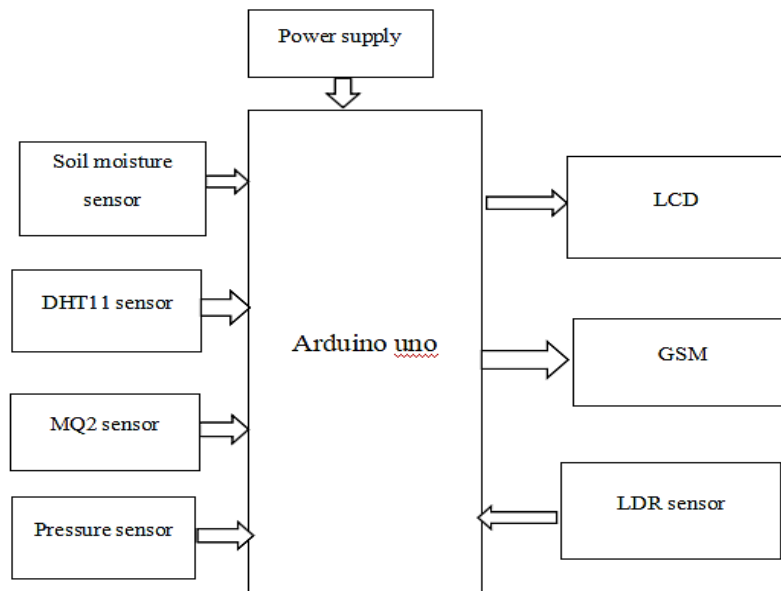 Power supply
Soil moisture
sensor
DHT11 sensor
MQ2 sensor
Pressure sensor
Arduino uno
LCD
GSM
LDR sensor